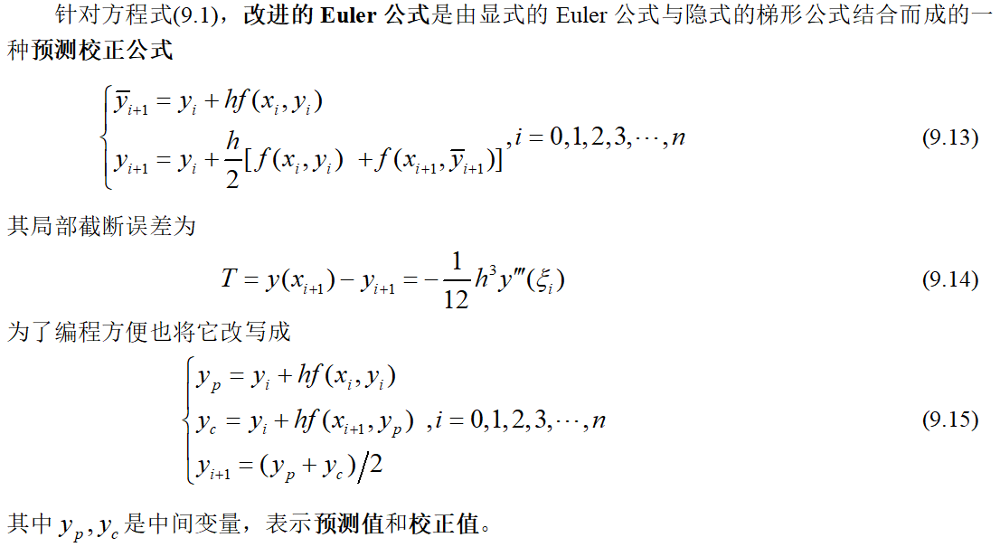 针对方程式(9.1)，改进的 Euler 公式是由显式的 Euler 公式与隐式的梯形公式结合而成的一
种预测校正公式
$$\begin{cases} \overline{y}_{i+1} = y_i + hf(x_i, y_i) \\ y_{i+1} = y_i + \dfrac{h}{2}[f(x_i, y_i) + f(x_{i+1}, \overline{y}_{i+1})] \end{cases}, i = 0,1,2,3,\cdots,n \quad (9.13)$$
其局部截断误差为
$$T = y(x_{i+1}) - y_{i+1} = -\frac{1}{12}h^3 y'''(\xi_i) \quad (9.14)$$
为了编程方便也将它改写成
$$\begin{cases} y_p = y_i + hf(x_i, y_i) \\ y_c = y_i + hf(x_{i+1}, y_p) \\ y_{i+1} = (y_p + y_c)/2 \end{cases}, i = 0,1,2,3,\cdots,n \quad (9.15)$$
其中 $y_p, y_c$ 是中间变量，表示预测值和校正值。